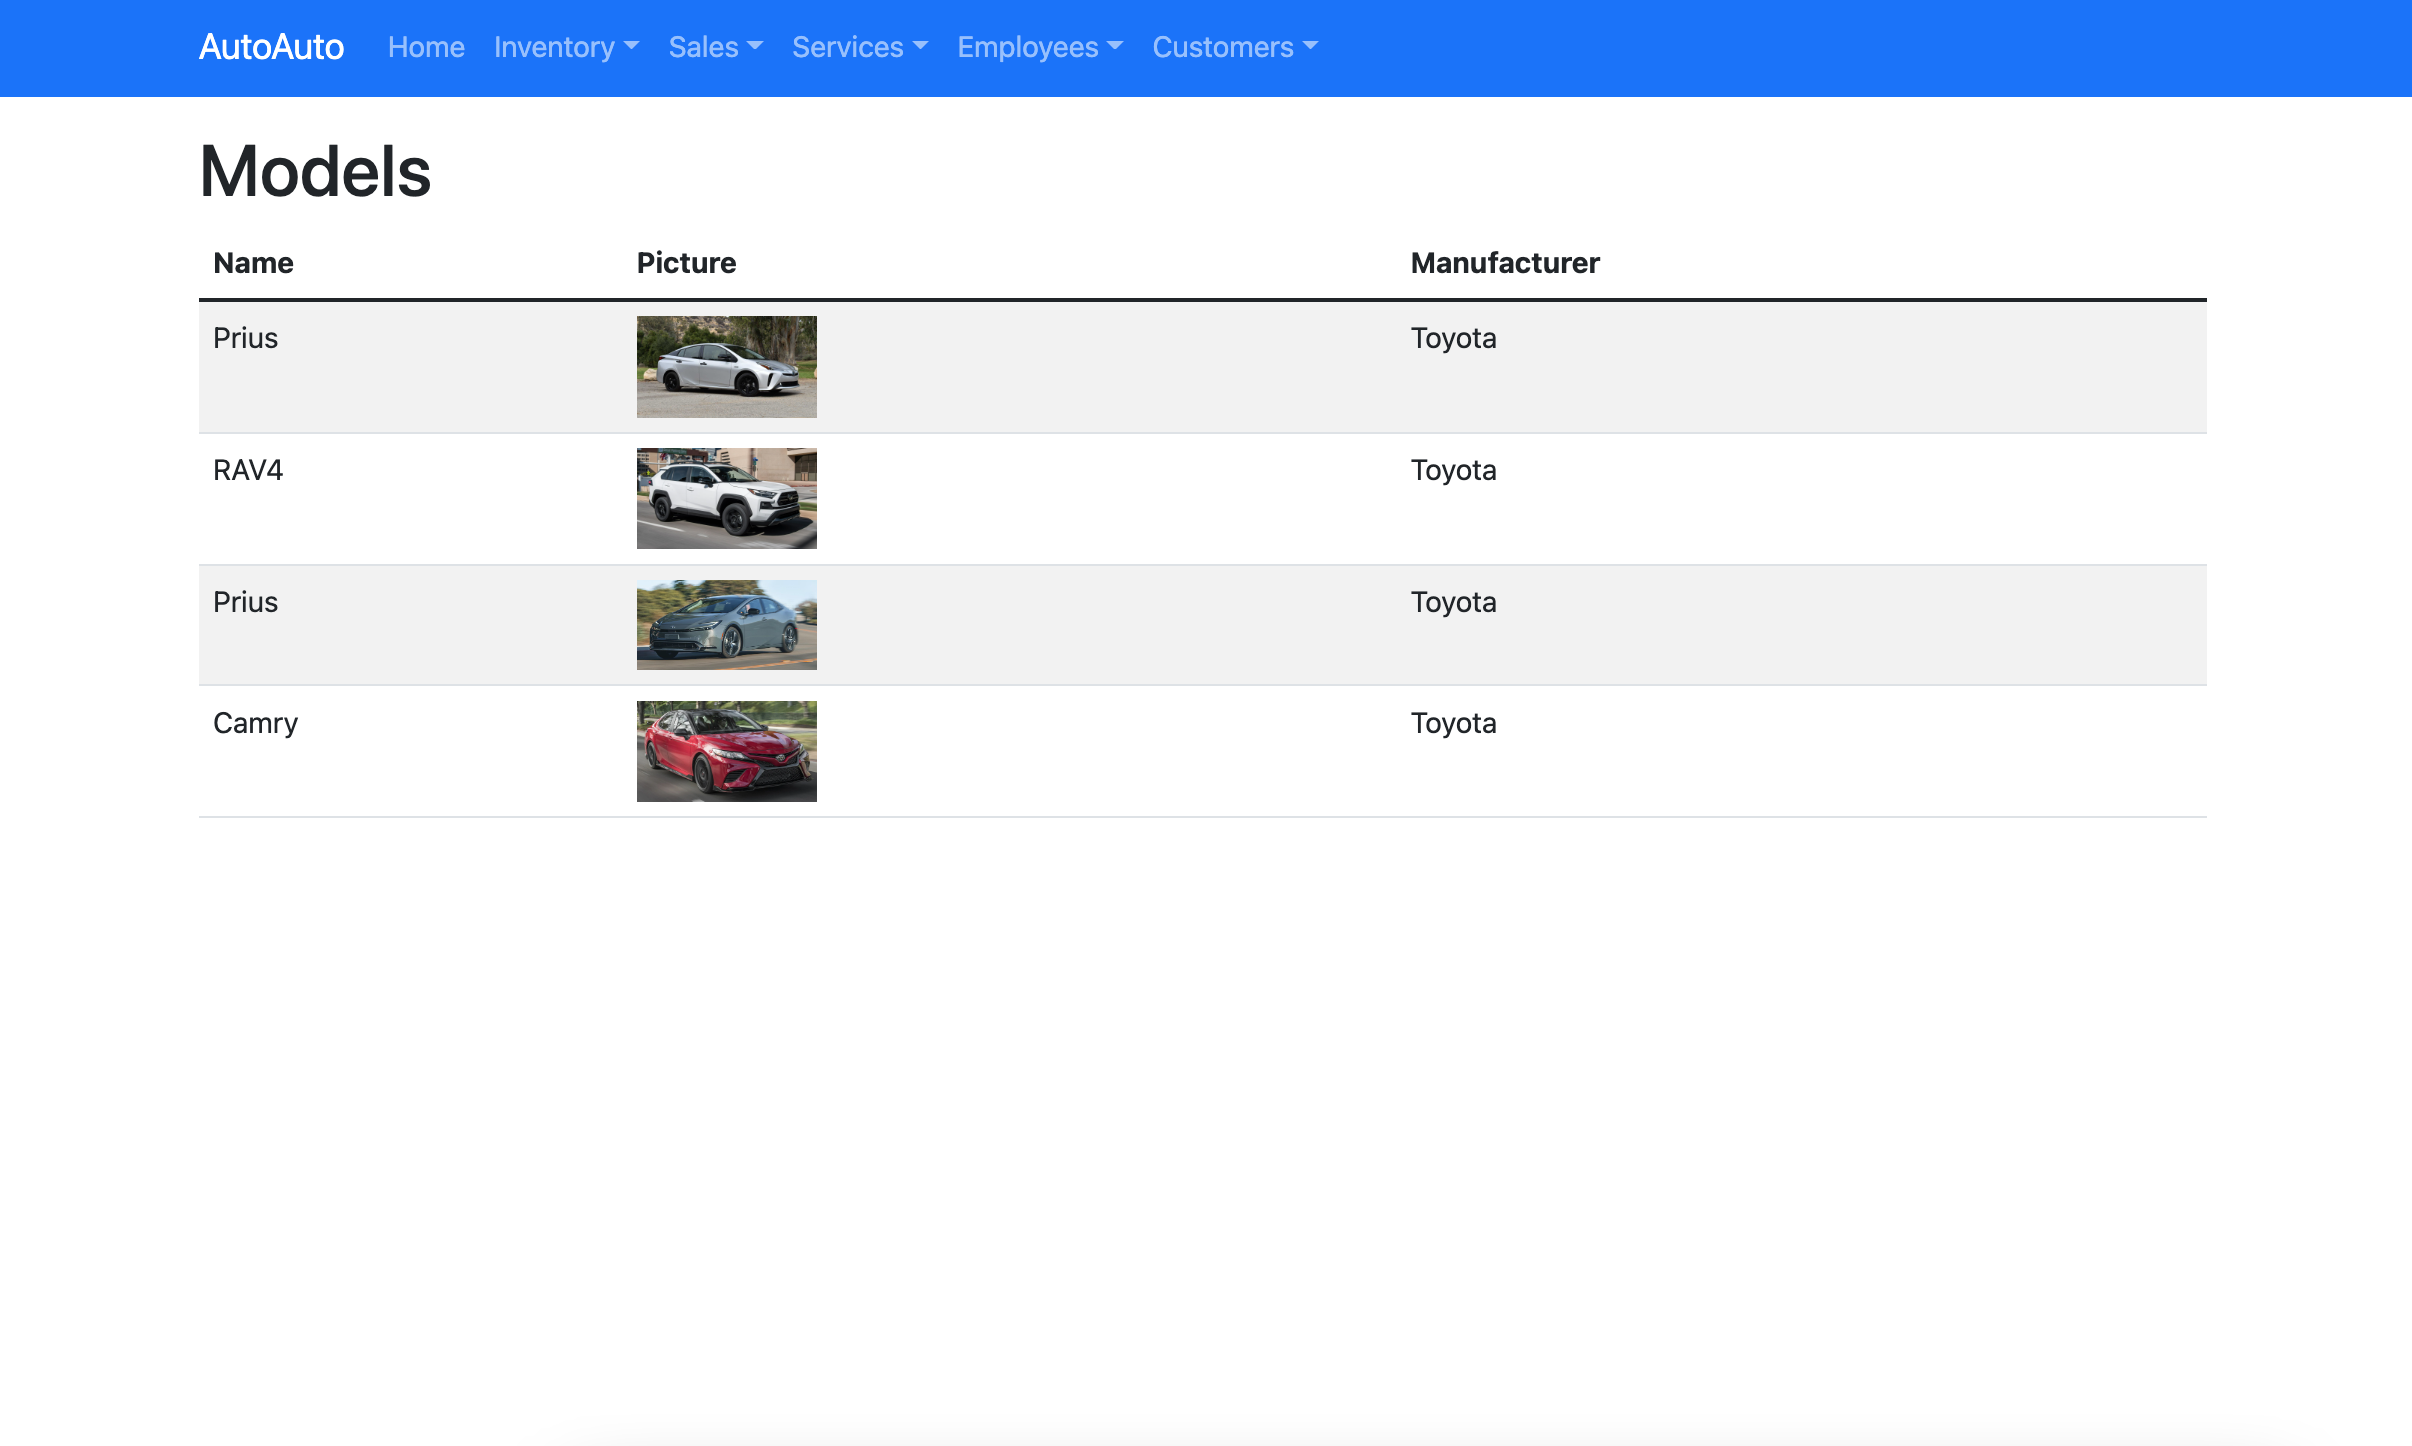 AutoAuto Home Inventory Sales Services Employees Customers
Models
Name Picture Manufacturer
Prius Toyota
RAV4 Toyota
Prius Toyota
Camry Toyota